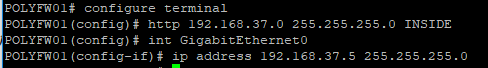 POLYFW01# configure terminal
POLYFW01(config)# http 192.168.37.0 255.255.255.0 INSIDE
POLYFW01(config)# int GigabitEthernet0
POLYFW01(config-if)# ip address 192.168.37.5 255.255.255.0